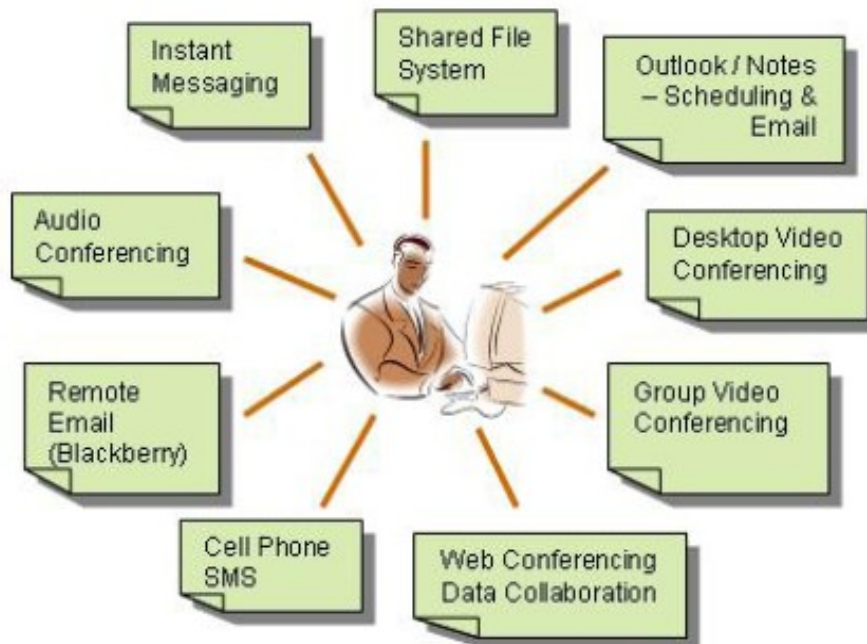 Instant
Messaging
Shared File
System
Outlook / Notes
– Scheduling &
Email
Audio
Conferencing
Desktop Video
Conferencing
Remote
Email
(Blackberry)
Group Video
Conferencing
Cell Phone
SMS
Web Conferencing
Data Collaboration